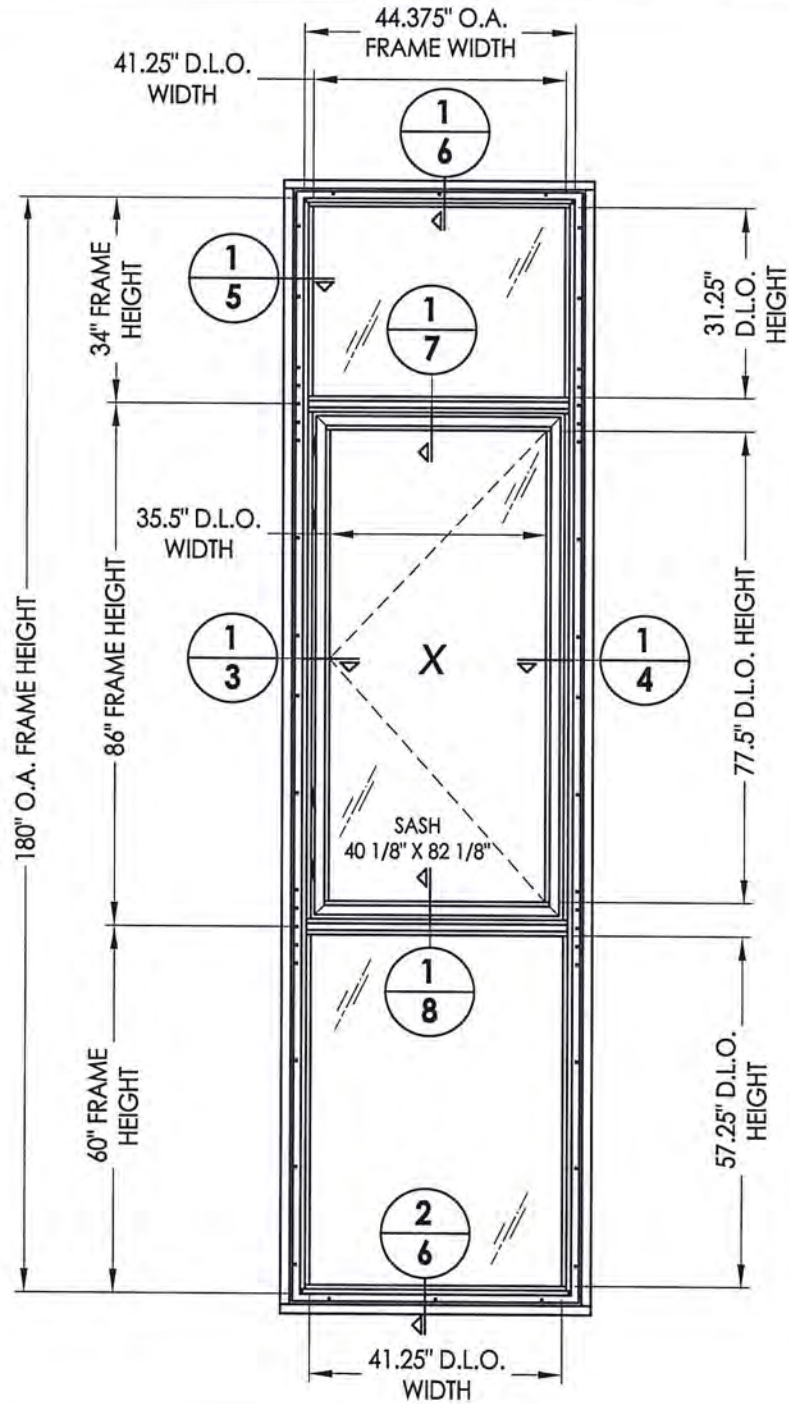 44.375" O.A.
FRAME WIDTH
41.25" D.L.O.
WIDTH
1
6
1
5
34" FRAME
HEIGHT
31.25"
D.L.O.
HEIGHT
1
7
35.5" D.L.O.
WIDTH
180" O.A. FRAME HEIGHT
86" FRAME HEIGHT
77.5" D.L.O. HEIGHT
1
3
X
1
4
SASH
40 1/8" X 82 1/8"
1
8
60" FRAME
HEIGHT
57.25" D.L.O.
HEIGHT
2
6
41.25" D.L.O.
WIDTH